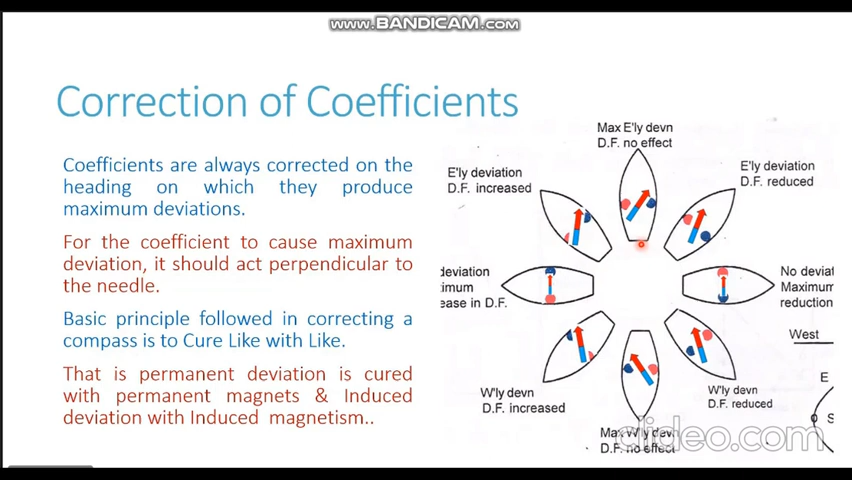 www.BANDICAM.com
Correction of Coefficients
Coefficients are always corrected on the
heading on which they produce
maximum deviations.
For the coefficient to cause maximum
deviation, it should act perpendicular to
the needle.
Basic principle followed in correcting a
compass is to Cure Like with Like.
That is permanent deviation is cured
with permanent magnets & Induced
deviation with Induced magnetism..
Max E'ly devn
D.F. no effect
E'ly deviation
D.F. increased
E'ly deviation
D.F. reduced
deviation
in D.F.
No
Maximum
reduction
West
E
S
W'ly devn
D.F. increased
W'ly devn
D.F. reduced
Max W'ly devn
D.F. no effect
clideo.com